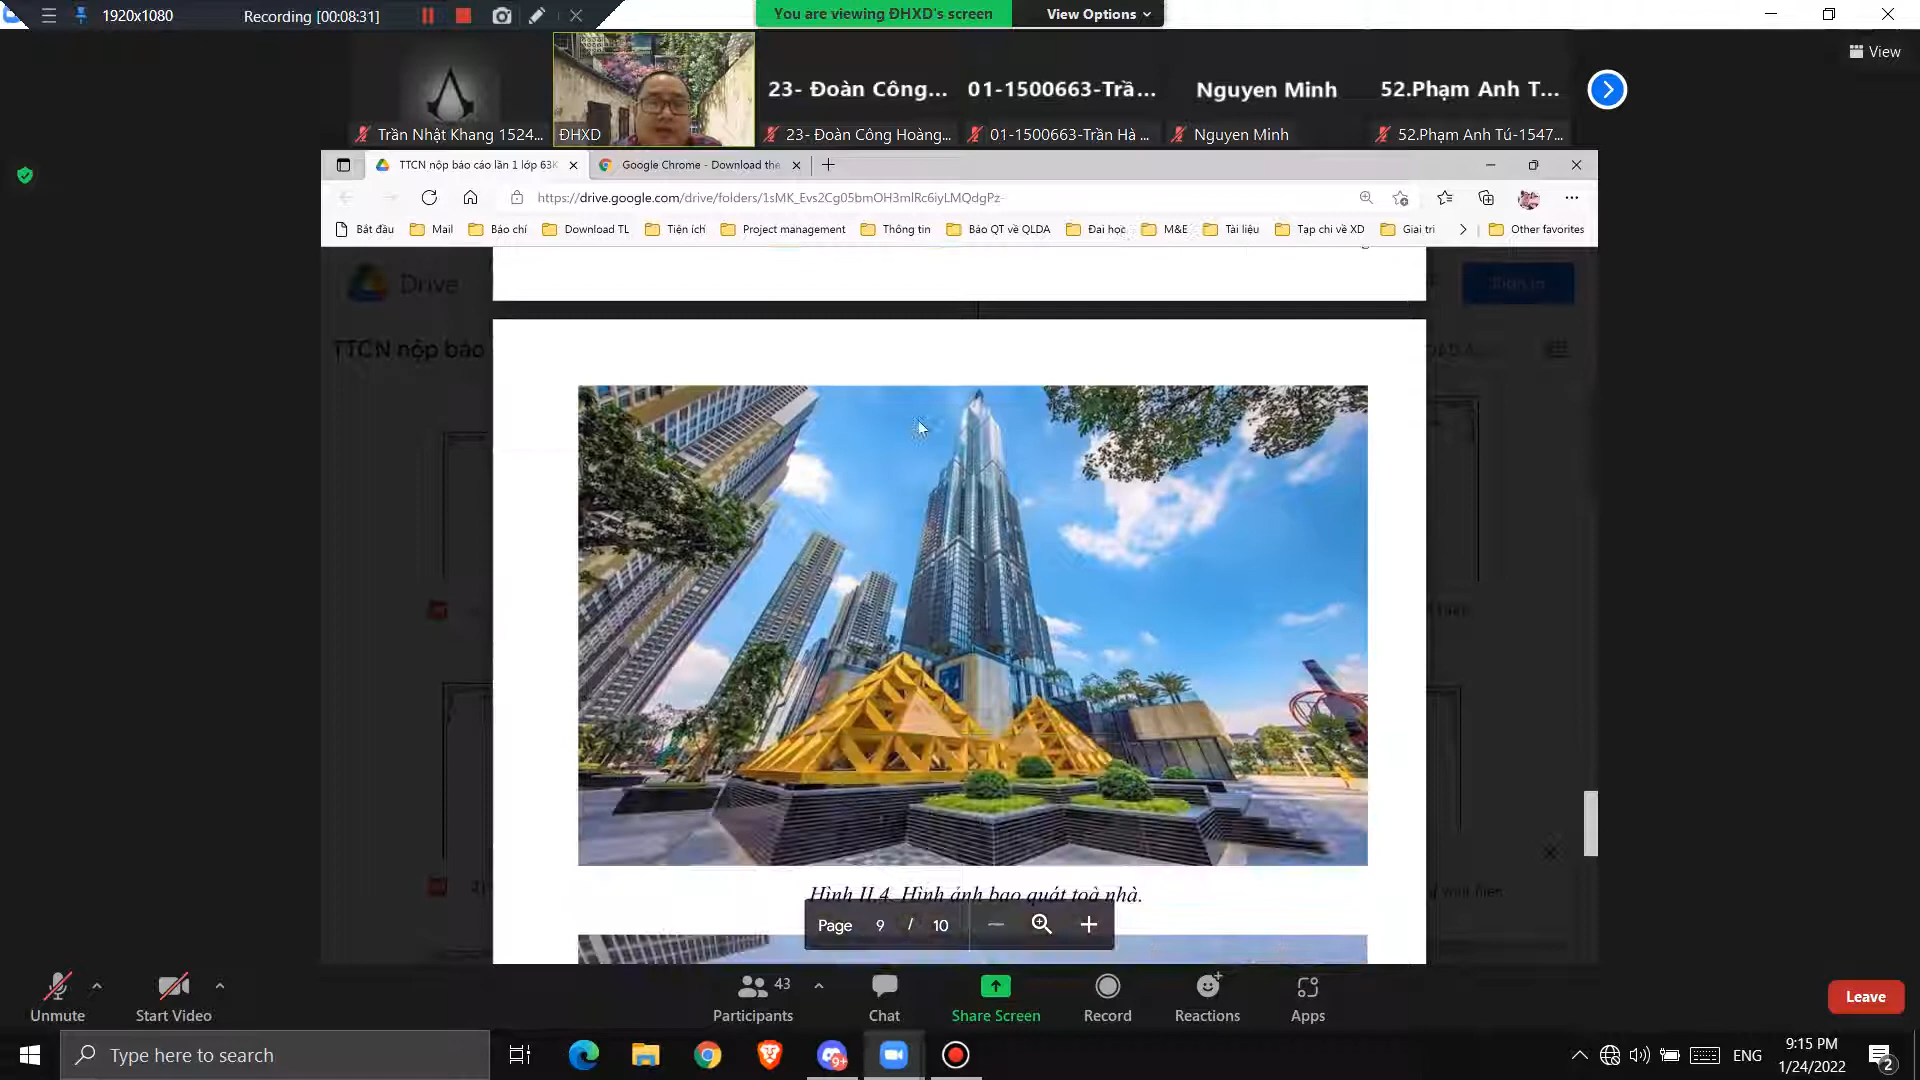 1920x1080
Recording [00:08:31]
You are viewing ĐHXD's screen
View Options
View
23- Đoàn Công...
01-1500663-Trầ...
Nguyen Minh
52.Phạm Anh T...
Trần Nhật Khang 1524...
ĐHXD
23- Đoàn Công Hoàng...
01-1500663-Trần Hà ...
Nguyen Minh
52.Phạm Anh Tú-1547...
TTCN nộp báo cáo lần 1 lớp 63K
Google Chrome - Download the
https://drive.google.com/drive/folders/1sMK_Evs2Cg05bmOH3mlRc6iyLMQdgPz-
Bắt đầu
Mail
Báo chí
Download TL
Tiện ích
Project management
Thông tin
Báo QT về QLDA
Đại học
M&E
Tài liệu
Tạp chí về XD
Giải trí
Other favorites
Drive
Sign in
TTCN nộp báo
Hình II.4 Hình ảnh bao quát toà nhà.
Page 9 / 10
43
Unmute
Start Video
Participants
Chat
Share Screen
Record
Reactions
Apps
Leave
Type here to search
9+
ENG
9:15 PM
1/24/2022
2